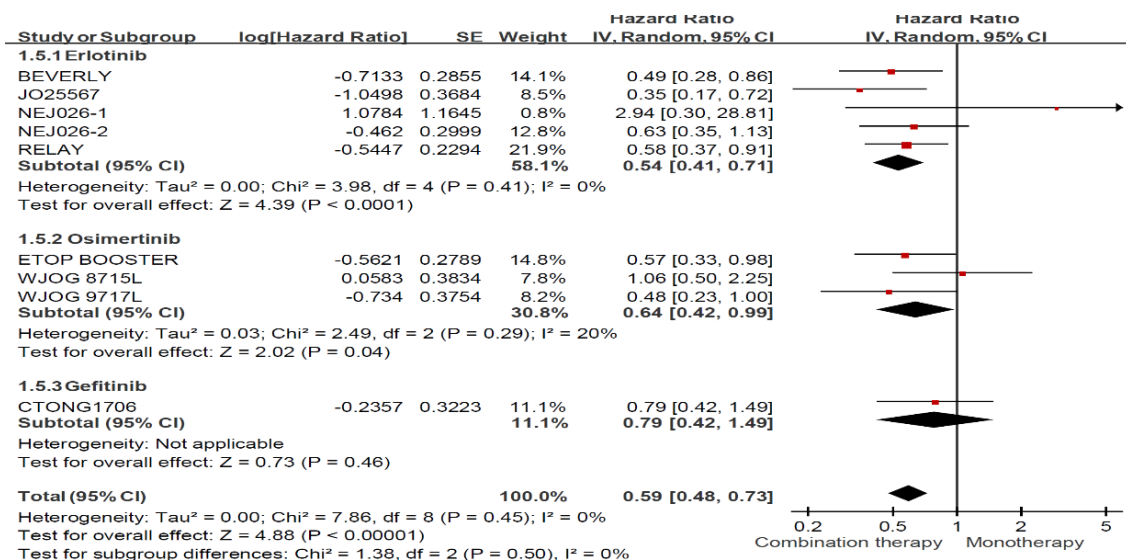 Hazard Ratio Hazard Ratio
Study or Subgroup log[Hazard Ratio] SE Weight IV, Random, 95% CI IV, Random, 95% CI
1.5.1 Erlotinib
BEVERLY -0.7133 0.2855 14.1% 0.49 [0.28, 0.86]
JO25567 -1.0498 0.3684 8.5% 0.35 [0.17, 0.72]
NEJ026-1 1.0784 1.1645 0.8% 2.94 [0.30, 28.81]
NEJ026-2 -0.462 0.2999 12.8% 0.63 [0.35, 1.13]
RELAY -0.5447 0.2294 21.9% 0.58 [0.37, 0.91]
Subtotal (95% CI) 58.1% 0.54 [0.41, 0.71]
Heterogeneity: Tau² = 0.00; Chi² = 3.98, df = 4 (P = 0.41); I² = 0%
Test for overall effect: Z = 4.39 (P < 0.0001)
1.5.2 Osimertinib
ETOP BOOSTER -0.5621 0.2789 14.8% 0.57 [0.33, 0.98]
WJOG 8715L 0.0583 0.3834 7.8% 1.06 [0.50, 2.25]
WJOG 9717L -0.734 0.3754 8.2% 0.48 [0.23, 1.00]
Subtotal (95% CI) 30.8% 0.64 [0.42, 0.99]
Heterogeneity: Tau² = 0.03; Chi² = 2.49, df = 2 (P = 0.29); I² = 20%
Test for overall effect: Z = 2.02 (P = 0.04)
1.5.3 Gefitinib
CTONG1706 -0.2357 0.3223 11.1% 0.79 [0.42, 1.49]
Subtotal (95% CI) 11.1% 0.79 [0.42, 1.49]
Heterogeneity: Not applicable
Test for overall effect: Z = 0.73 (P = 0.46)
Total (95% CI) 100.0% 0.59 [0.48, 0.73]
Heterogeneity: Tau² = 0.00; Chi² = 7.86, df = 8 (P = 0.45); I² = 0%
Test for overall effect: Z = 4.88 (P < 0.00001)
Test for subgroup differences: Chi² = 1.38, df = 2 (P = 0.50), I² = 0%
0.2 0.5 1 2 5
Combination therapy Monotherapy